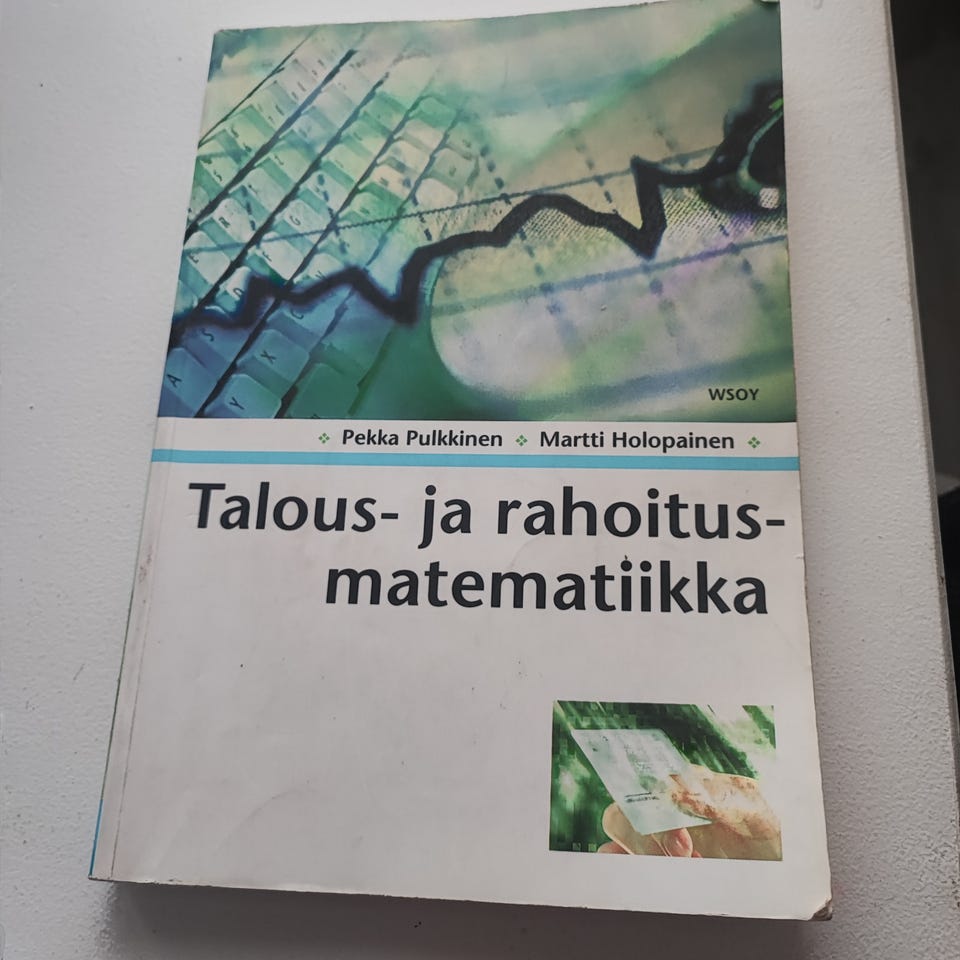 WSOY
Pekka Pulkkinen Martti Holopainen
Talous- ja rahoitus-
matematiikka